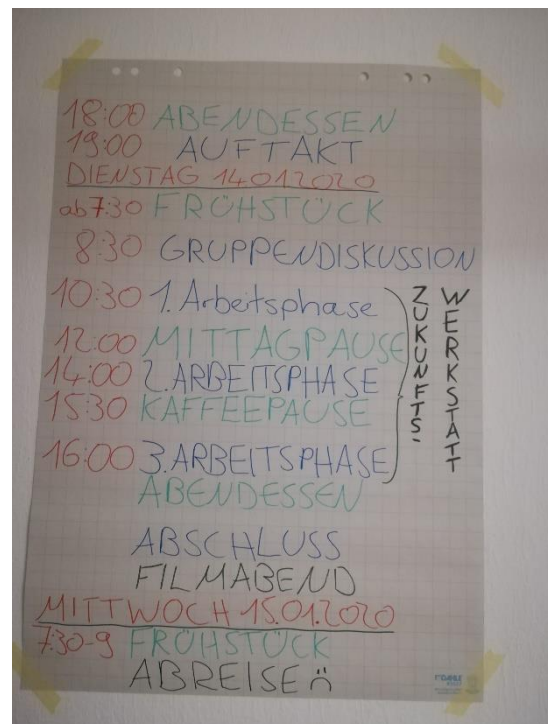 18:00 ABENDESSEN
19:00 AUFTAKT
DIENSTAG 14.01.2020
ab 7:30 FRÜHSTÜCK
8:30 GRUPPENDISKUSSION
10:30 1. Arbeitsphase
12:00 MITTAGPAUSE
14:00 2. ARBEITSPHASE
15:30 KAFFEEPAUSE
16:00 3. ARBEITSPHASE
ZUKUNFTS-
WERKSTATT
ABENDESSEN
ABSCHLUSS
FILMABEND
MITTWOCH 15.01.2020
7:30-9 FRÜHSTÜCK
ABREISE
DAHLE